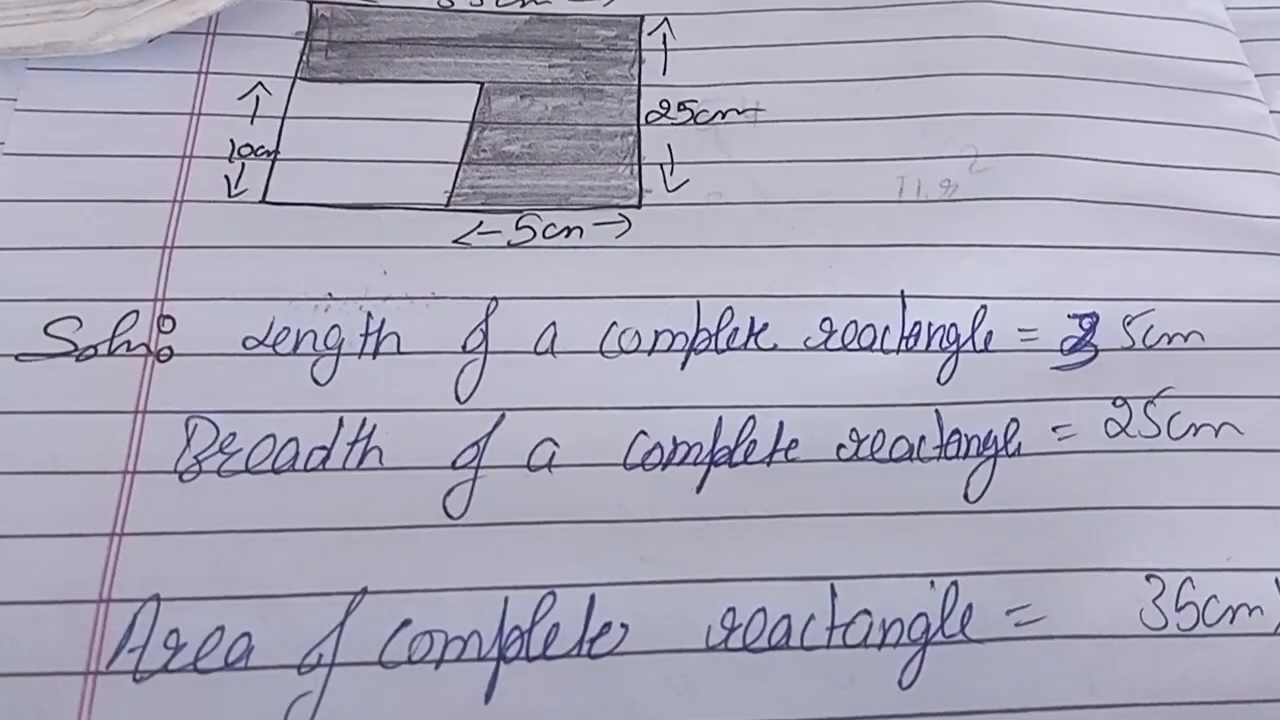 25cm
10cm
<-5cm->
Soln: Length of a complete reactangle = 35cm
Breadth of a complete reactangle = 25cm
Area of complete reactangle = 35cm